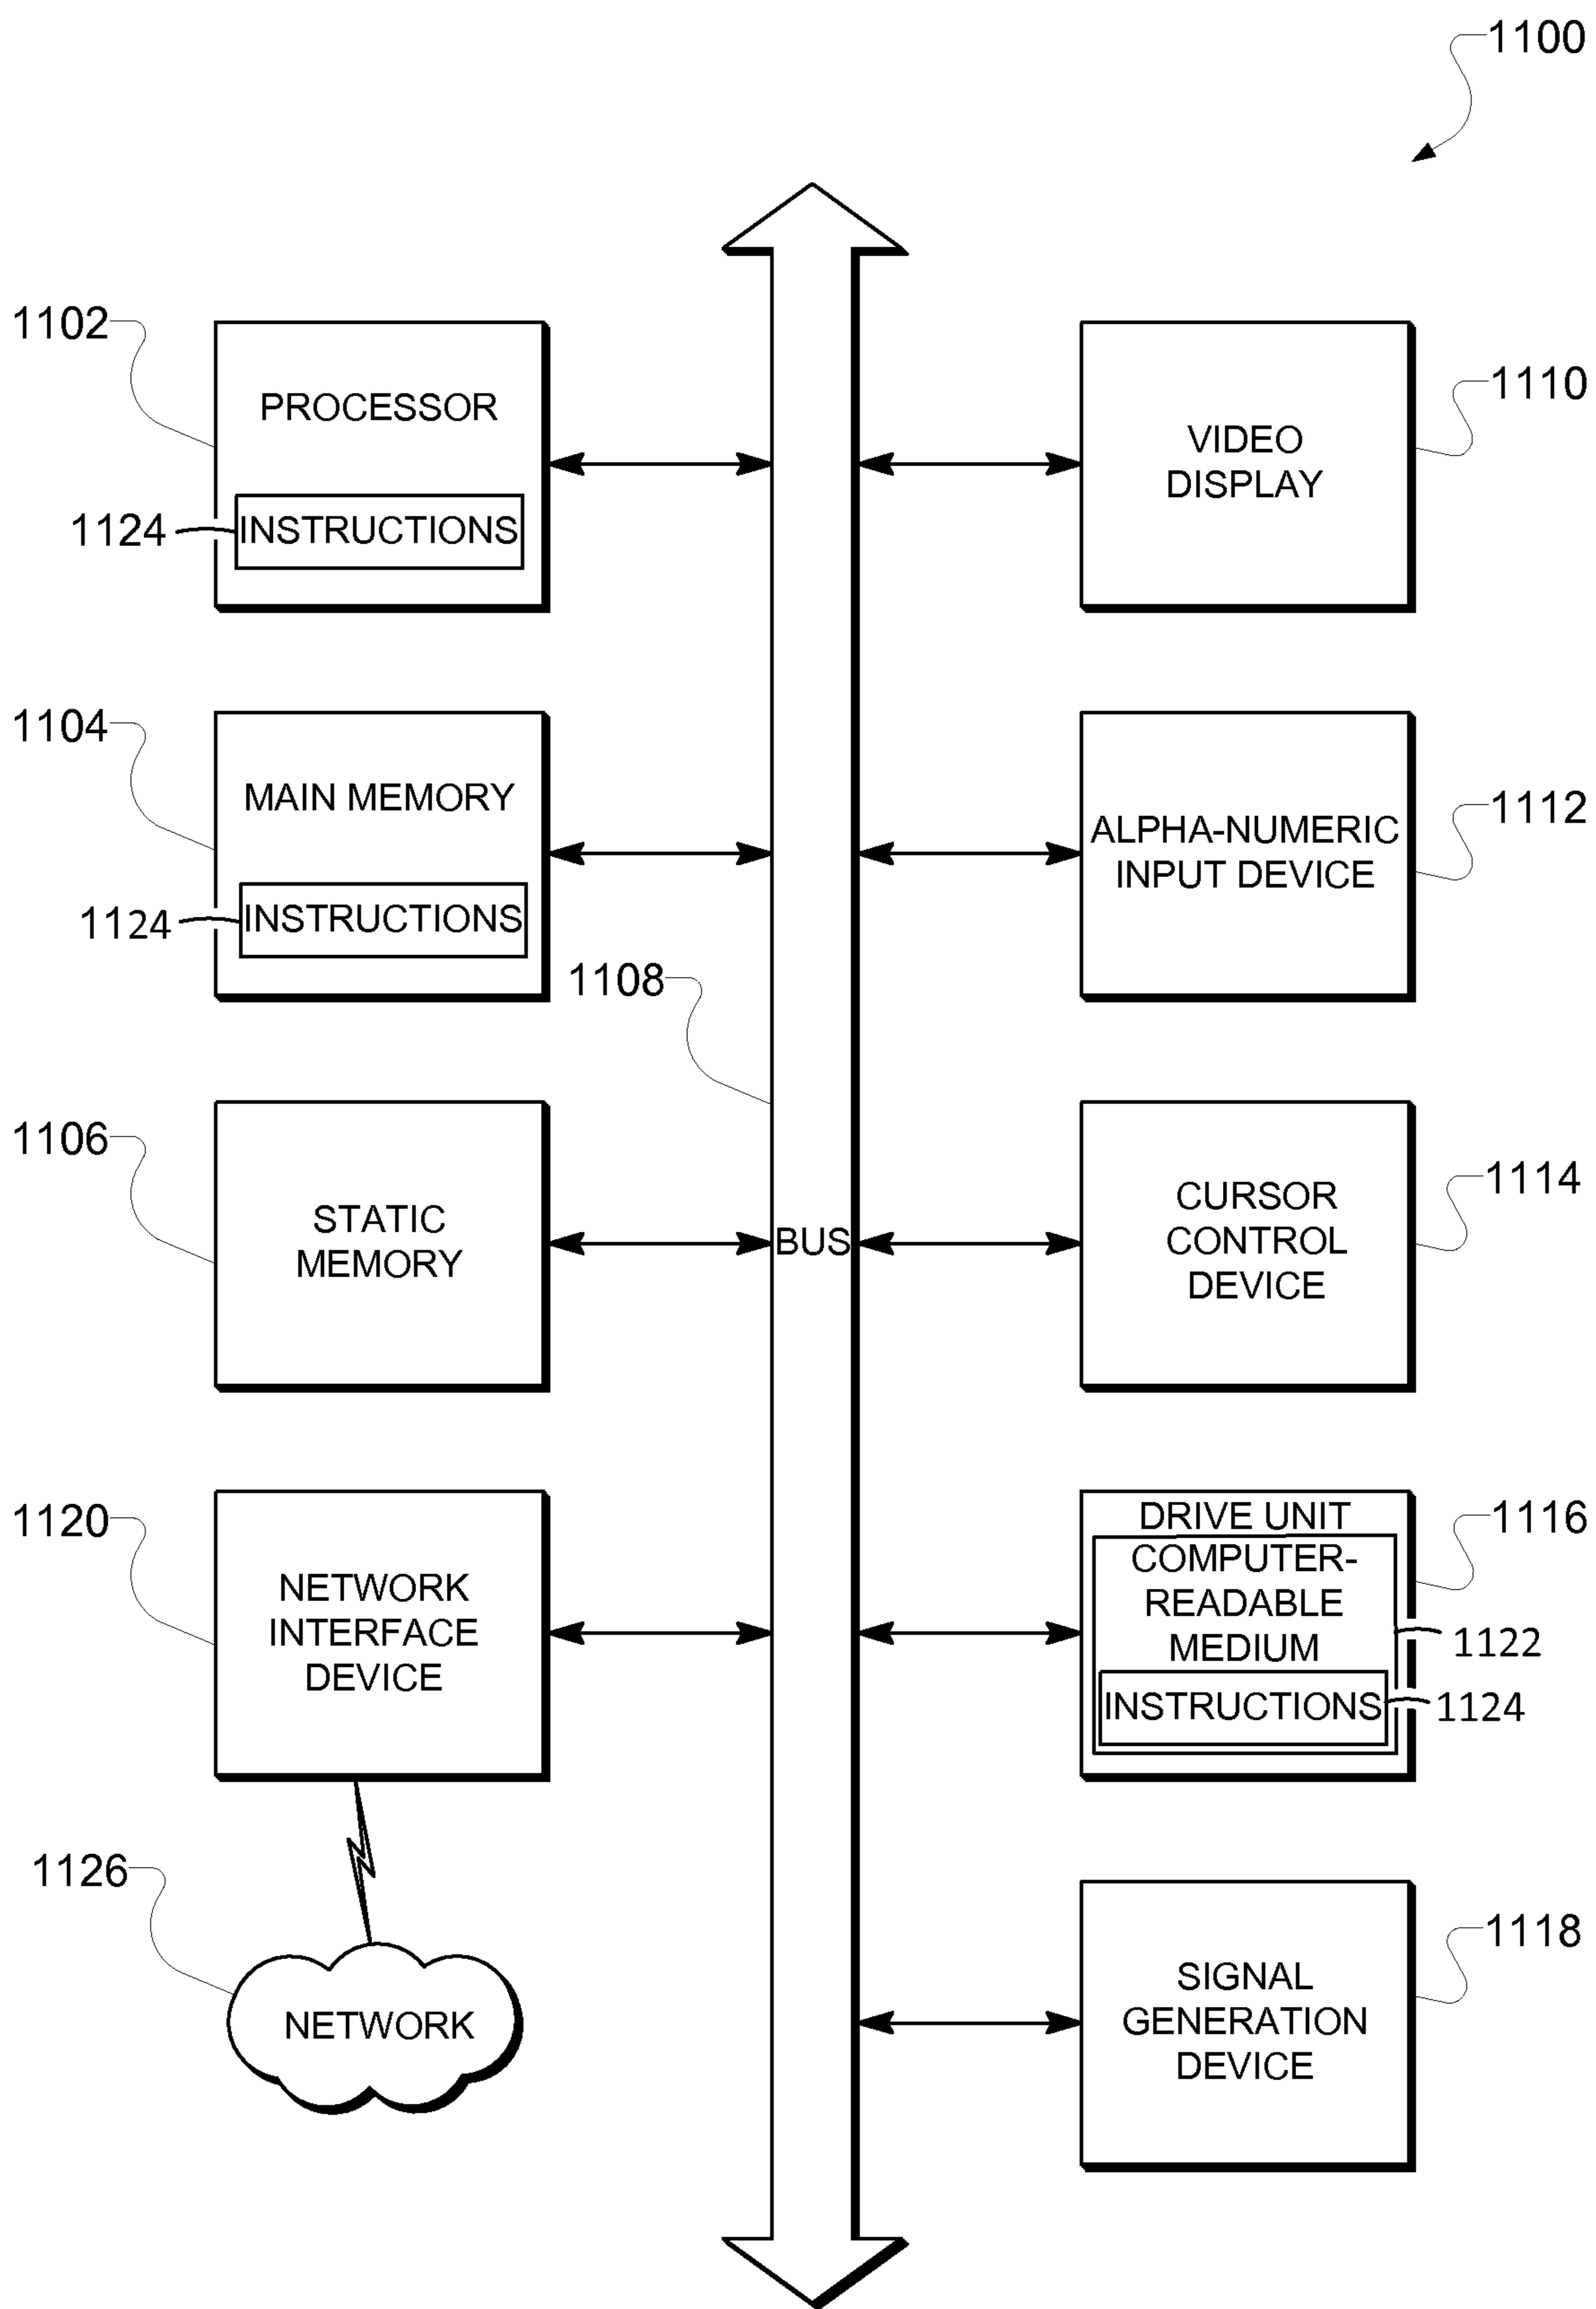 1100
1102
PROCESSOR
1124
INSTRUCTIONS
1110
VIDEO
DISPLAY
1104
MAIN MEMORY
1124
INSTRUCTIONS
1112
ALPHA-NUMERIC
INPUT DEVICE
1108
BUS
1106
STATIC
MEMORY
1114
CURSOR
CONTROL
DEVICE
1120
NETWORK
INTERFACE
DEVICE
1116
DRIVE UNIT
COMPUTER-
READABLE
MEDIUM
1122
INSTRUCTIONS
1124
1126
NETWORK
1118
SIGNAL
GENERATION
DEVICE